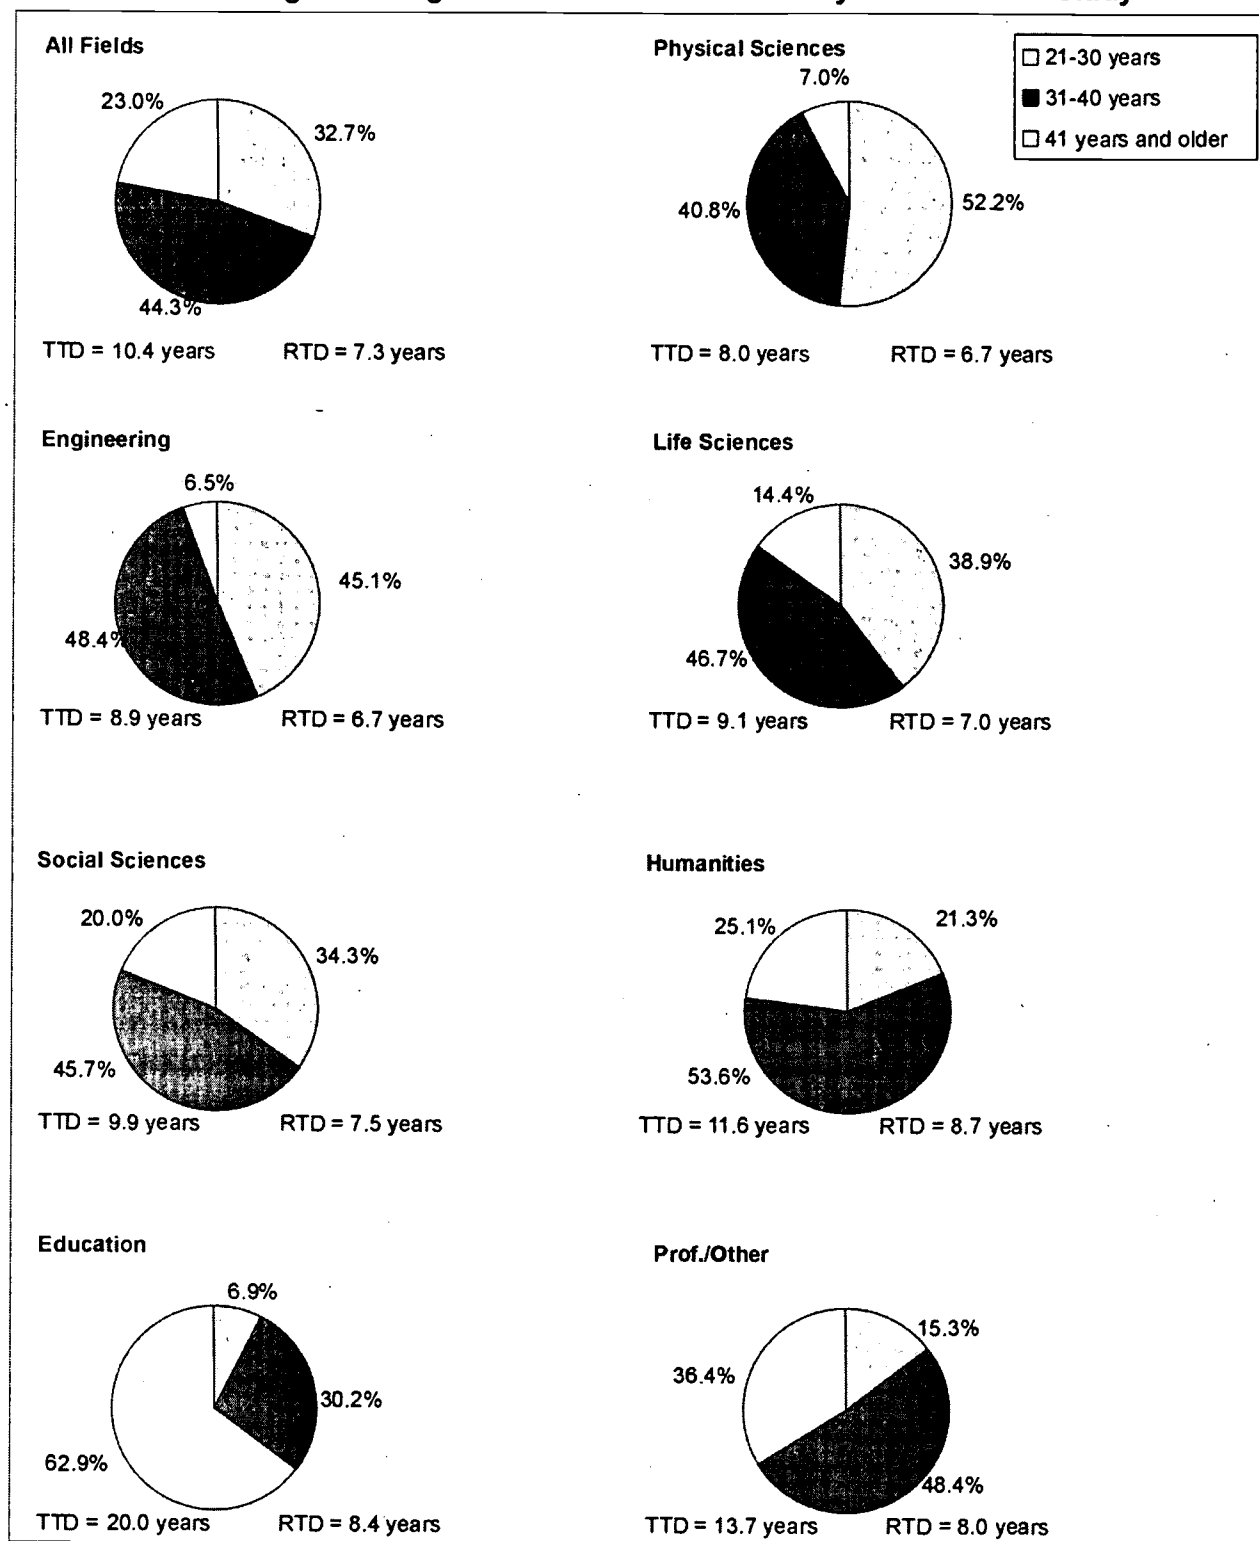 All Fields
23.0%
32.7%
44.3%
TTD = 10.4 years
RTD = 7.3 years
Physical Sciences
7.0%
40.8%
52.2%
TTD = 8.0 years
RTD = 6.7 years
21-30 years
31-40 years
41 years and older
Engineering
6.5%
45.1%
48.4%
TTD = 8.9 years
RTD = 6.7 years
Life Sciences
14.4%
38.9%
46.7%
TTD = 9.1 years
RTD = 7.0 years
Social Sciences
20.0%
34.3%
45.7%
TTD = 9.9 years
RTD = 7.5 years
Humanities
25.1%
21.3%
53.6%
TTD = 11.6 years
RTD = 8.7 years
Education
6.9%
30.2%
62.9%
TTD = 20.0 years
RTD = 8.4 years
Prof./Other
15.3%
36.4%
48.4%
TTD = 13.7 years
RTD = 8.0 years